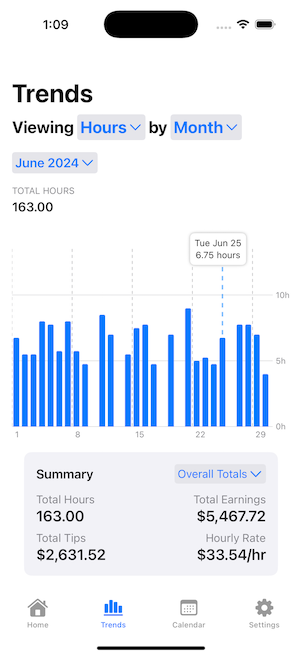 1:09
Trends
Viewing Hours by Month
June 2024
TOTAL HOURS
163.00
Tue Jun 25
6.75 hours
10h
5h
0h
1 8 15 22 29
Summary Overall Totals
Total Hours Total Earnings
163.00 $5,467.72
Total Tips Hourly Rate
$2,631.52 $33.54/hr
Home Trends Calendar Settings